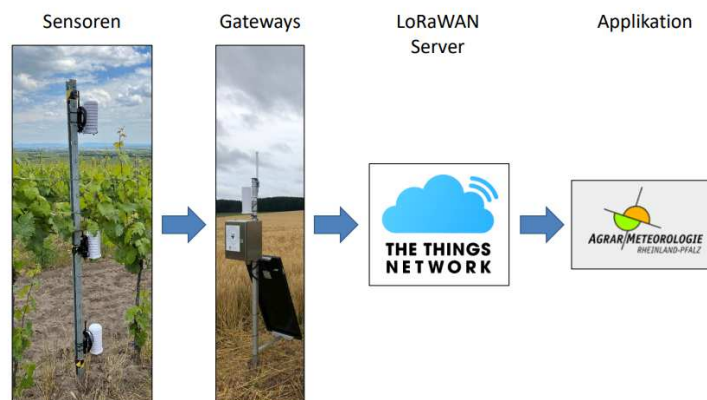 Sensoren
Gateways
LoRaWAN
Server
Applikation
THE THINGS
NETWORK
AGRAR METEOROLOGIE
RHEINLAND-PFALZ